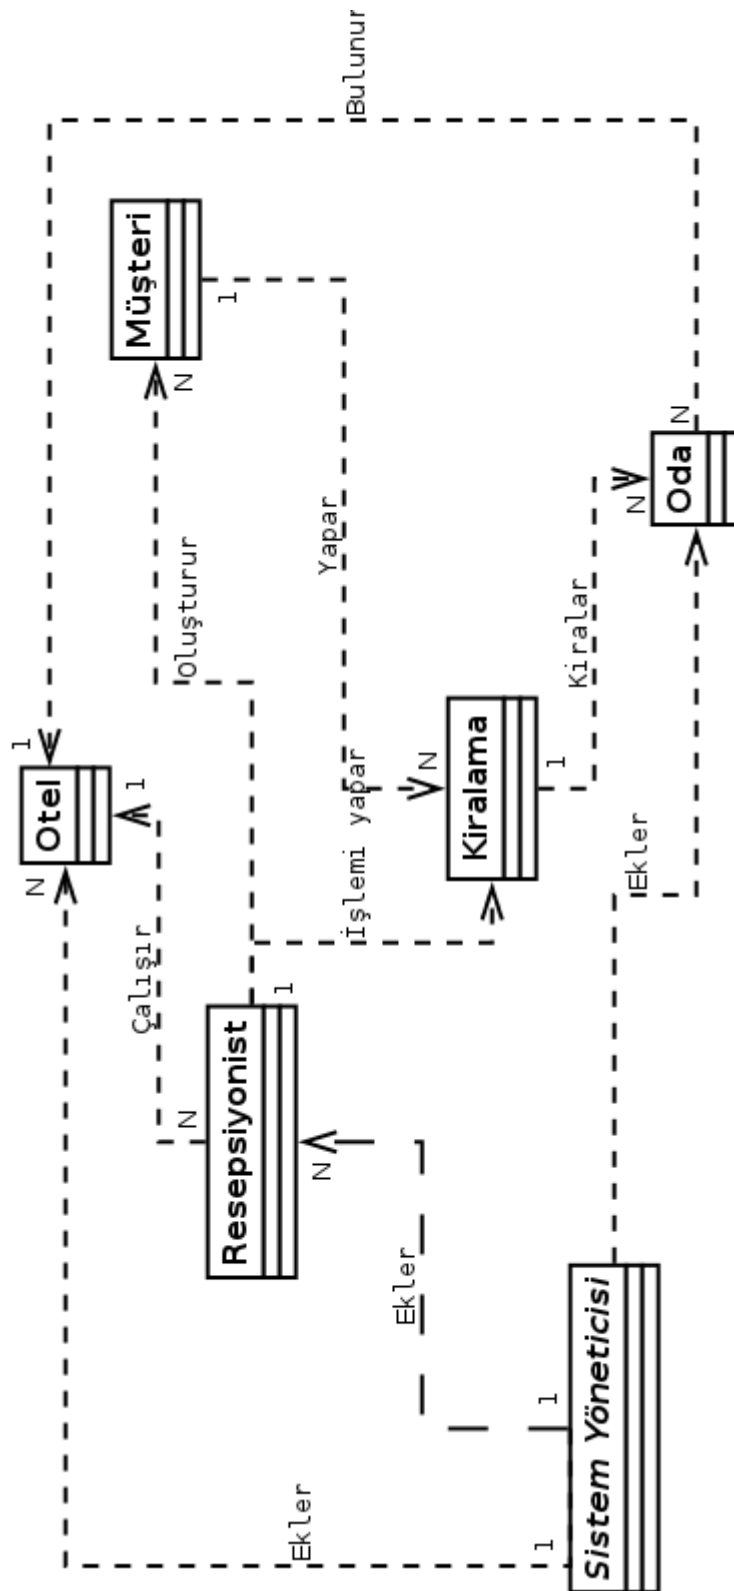 1
N
Otel
1
Müşteri
Çalışır
N
Oluşturur
N
1
Resepsiyonist
1
Ekler
N
Yapar
İşlemi yapar
Bulunur
Ekler
N
Kiralama
1
1
1
Kiralar
Sistem Yöneticisi
Ekler
N
Oda
N